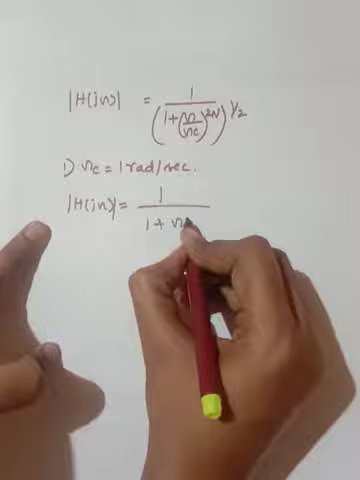 |H(jΩ)| = 1/(1+(Ω/Ωc)^2N)^1/2
1) Ωc = 1 rad/sec.
|H(jΩ)| = 1/1+Ω